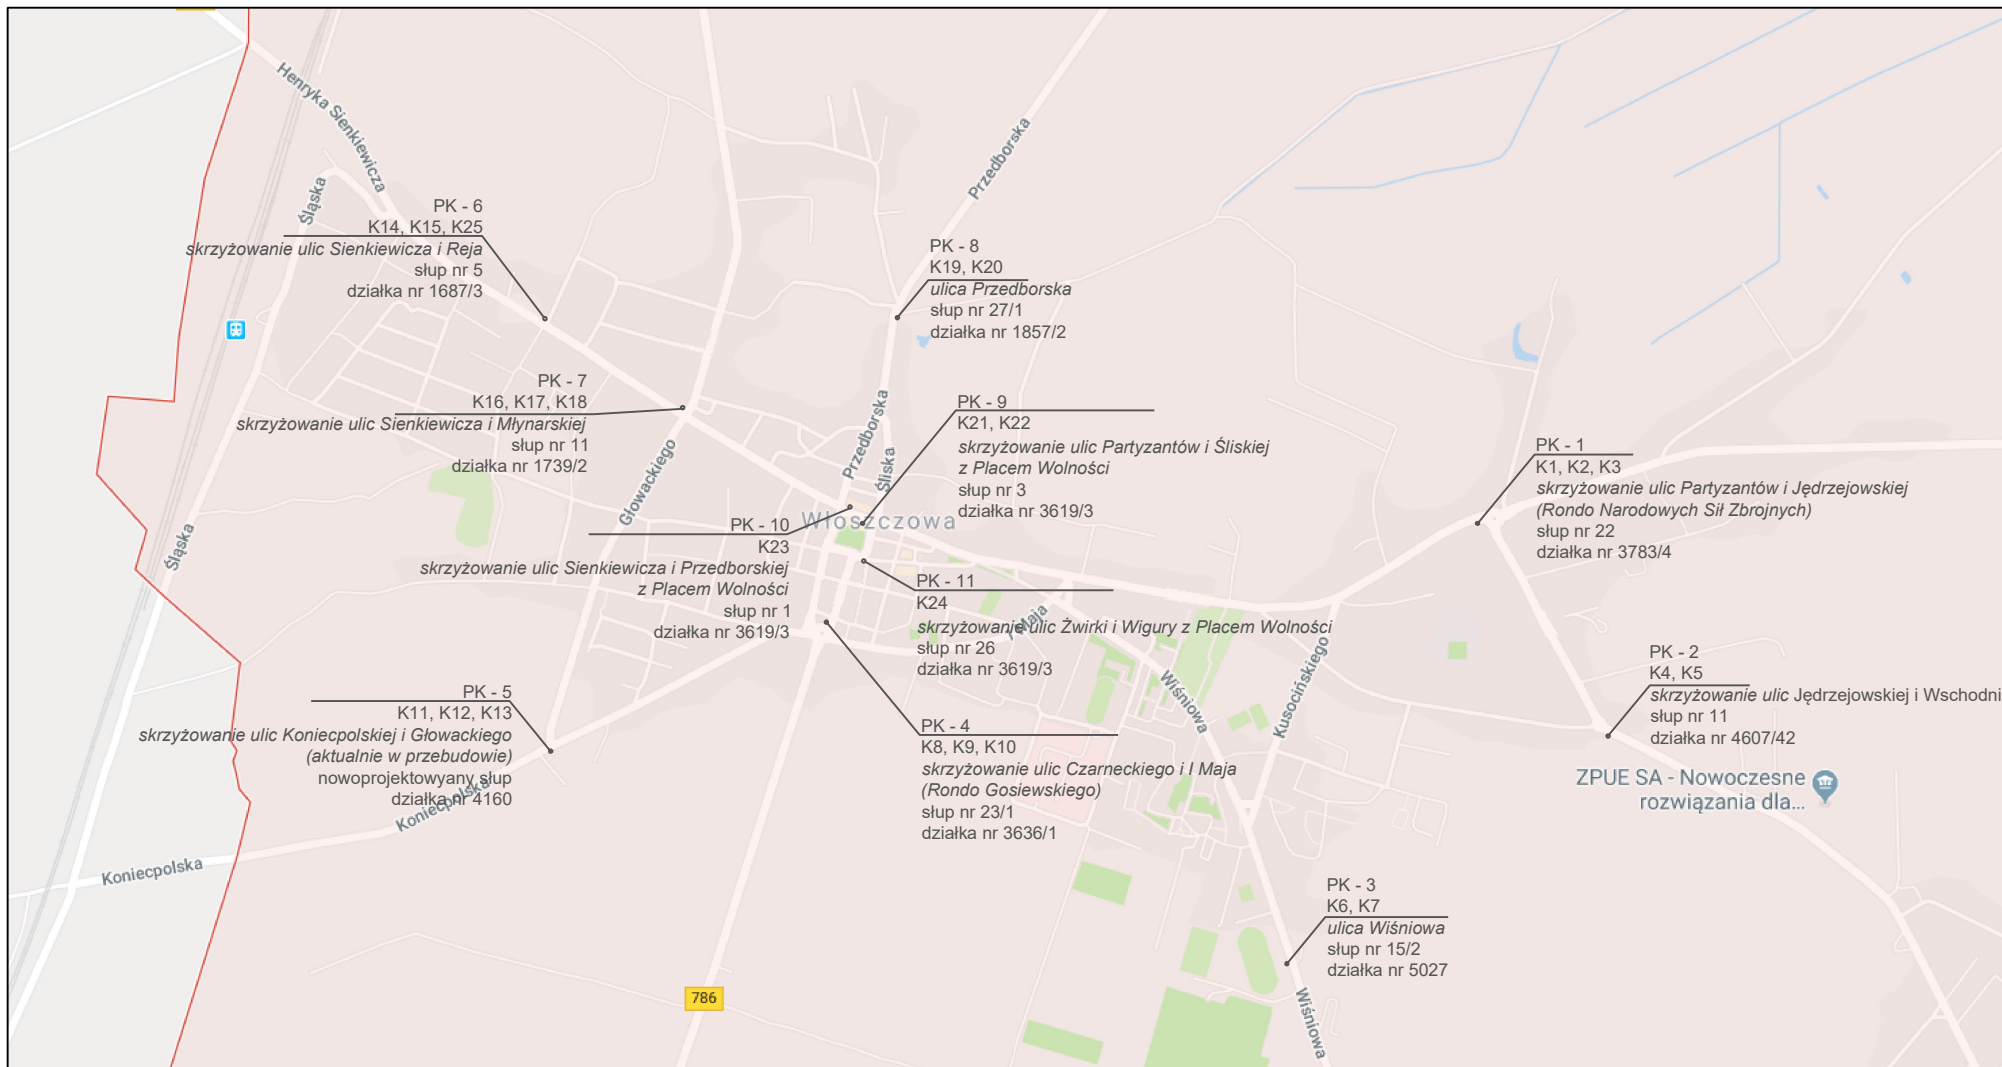 Henryka Sienkiewicza
Śląska
Przedborska
PK - 6
K14, K15, K25
skrzyżowanie ulic Sienkiewicza i Reja
słup nr 5
działka nr 1687/3
PK - 8
K19, K20
ulica Przedborska
słup nr 27/1
działka nr 1857/2
PK - 7
K16, K17, K18
skrzyżowanie ulic Sienkiewicza i Młynarskiej
słup nr 11
działka nr 1739/2
Głowackiego
Przedborska
Śliska
PK - 9
K21, K22
skrzyżowanie ulic Partyzantów i Śliskiej
z Placem Wolności
słup nr 3
działka nr 3619/3
PK - 1
K1, K2, K3
skrzyżowanie ulic Partyzantów i Jędrzejowskiej
(Rondo Narodowych Sił Zbrojnych)
słup nr 22
działka nr 3783/4
Śląska
Włoszczowa
PK - 10
K23
skrzyżowanie ulic Sienkiewicza i Przedborskiej
z Placem Wolności
słup nr 1
działka nr 3619/3
PK - 11
K24
skrzyżowanie ulic Żwirki i Wigury z Placem Wolności
słup nr 26
działka nr 3619/3
Maja
Wiśniowa
Kusocińskiego
PK - 2
K4, K5
skrzyżowanie ulic Jędrzejowskiej i Wschodni
słup nr 11
działka nr 4607/42
PK - 5
K11, K12, K13
skrzyżowanie ulic Koniecpolskiej i Głowackiego
(aktualnie w przebudowie)
nowoprojektowyany słup
działka nr 4160
Koniecpolska
Koniecpolska
PK - 4
K8, K9, K10
skrzyżowanie ulic Czarneckiego i I Maja
(Rondo Gosiewskiego)
słup nr 23/1
działka nr 3636/1
ZPUE SA - Nowoczesne
rozwiązania dla...
PK - 3
K6, K7
ulica Wiśniowa
słup nr 15/2
działka nr 5027
786
Wiśniowa